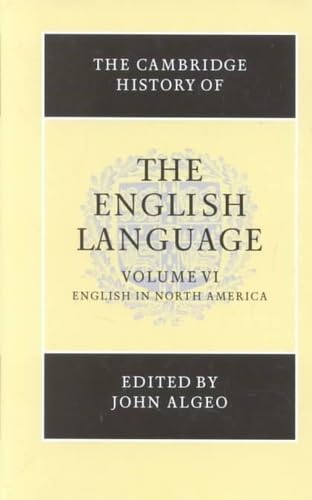 THE CAMBRIDGE
HISTORY OF
THE
ENGLISH
LANGUAGE
VOLUME VI
ENGLISH IN NORTH AMERICA
EDITED BY
JOHN ALGEO